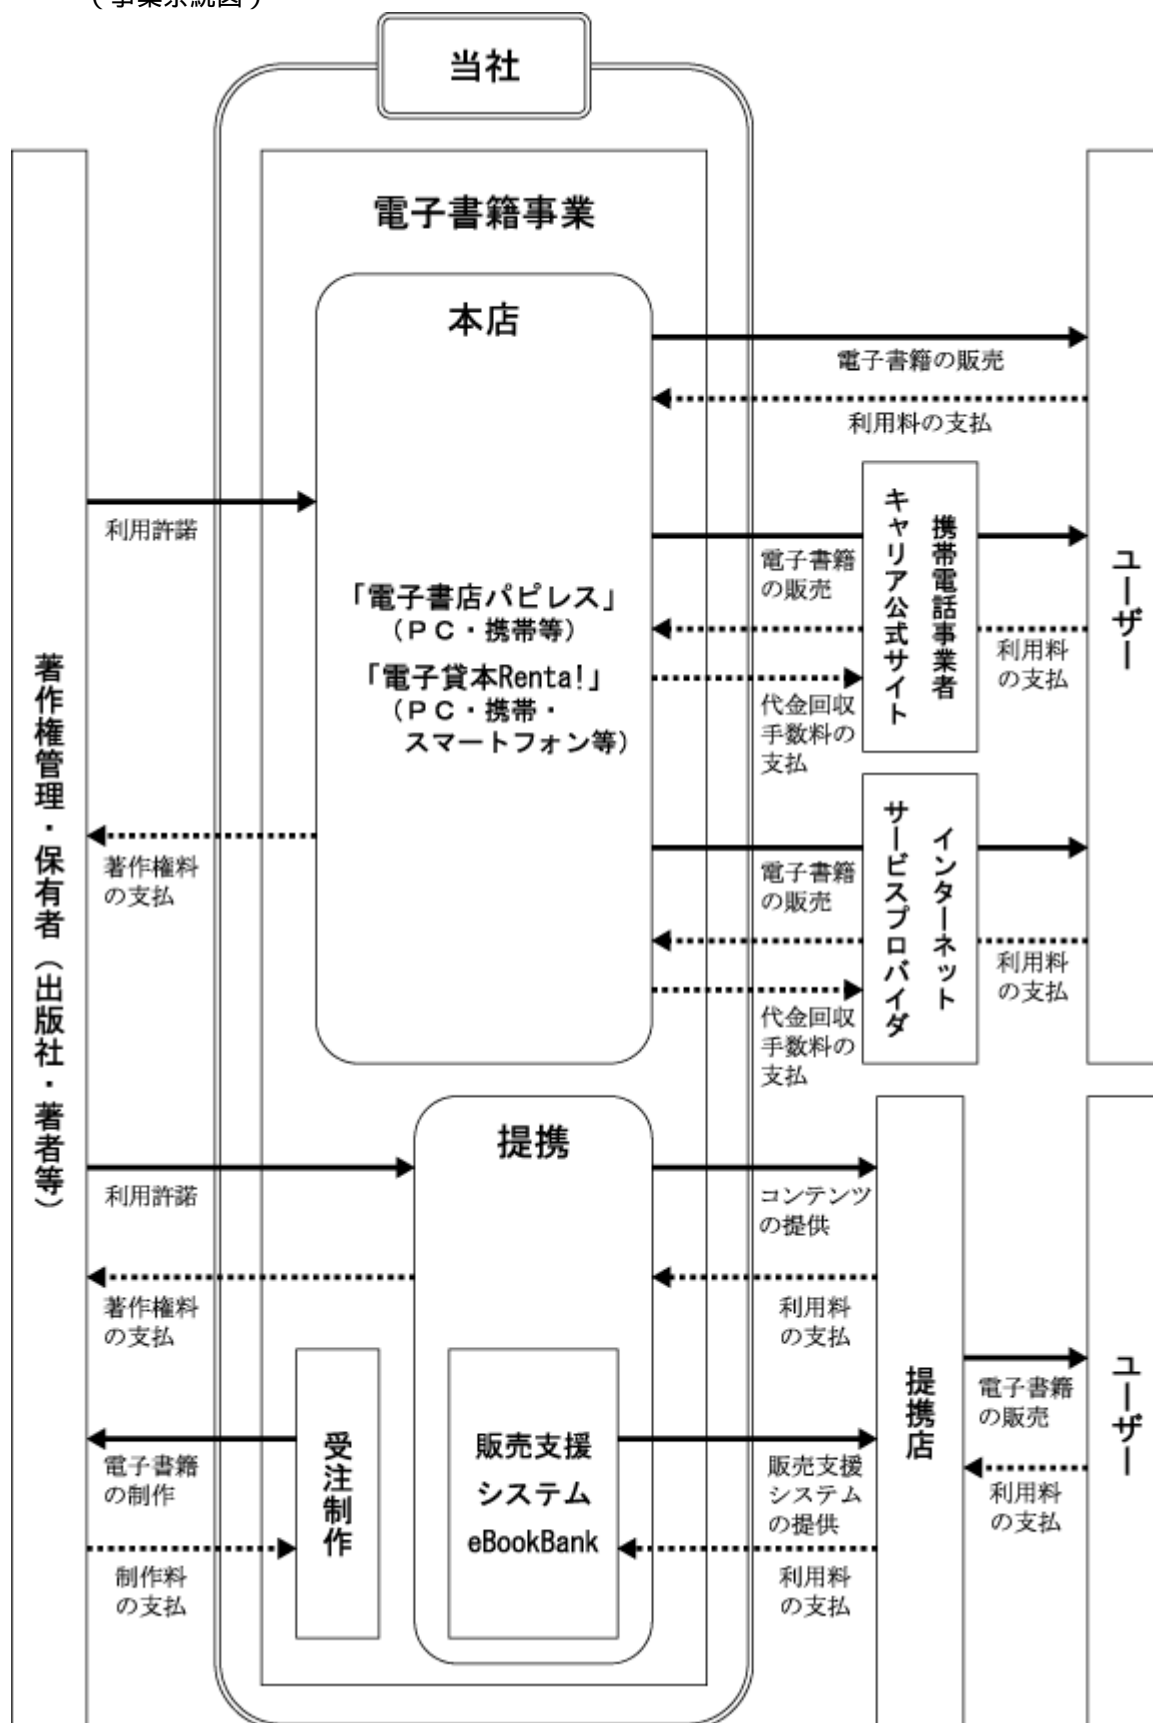 （事業系統図）
当社
電子書籍事業
本店
電子書籍の販売
利用料の支払
利用許諾
「電子書店パピレス」
（ＰＣ・携帯等）
「電子貸本Renta!」
（ＰＣ・携帯・
スマートフォン等）
電子書籍
の販売
携帯電話事業者
キャリア公式サイト
利用料
の支払
代金回収
手数料の
支払
ユーザー
著作権管理・保有者（出版社・著者等）
著作権料
の支払
電子書籍
の販売
インターネット
サービスプロバイダ
利用料
の支払
代金回収
手数料の
支払
提携
利用許諾
コンテンツ
の提供
著作権料
の支払
利用料
の支払
受注制作
販売支援
システム
eBookBank
電子書籍
の制作
制作料
の支払
販売支援
システム
の提供
利用料
の支払
提携店
電子書籍
の販売
利用料
の支払
ユーザー